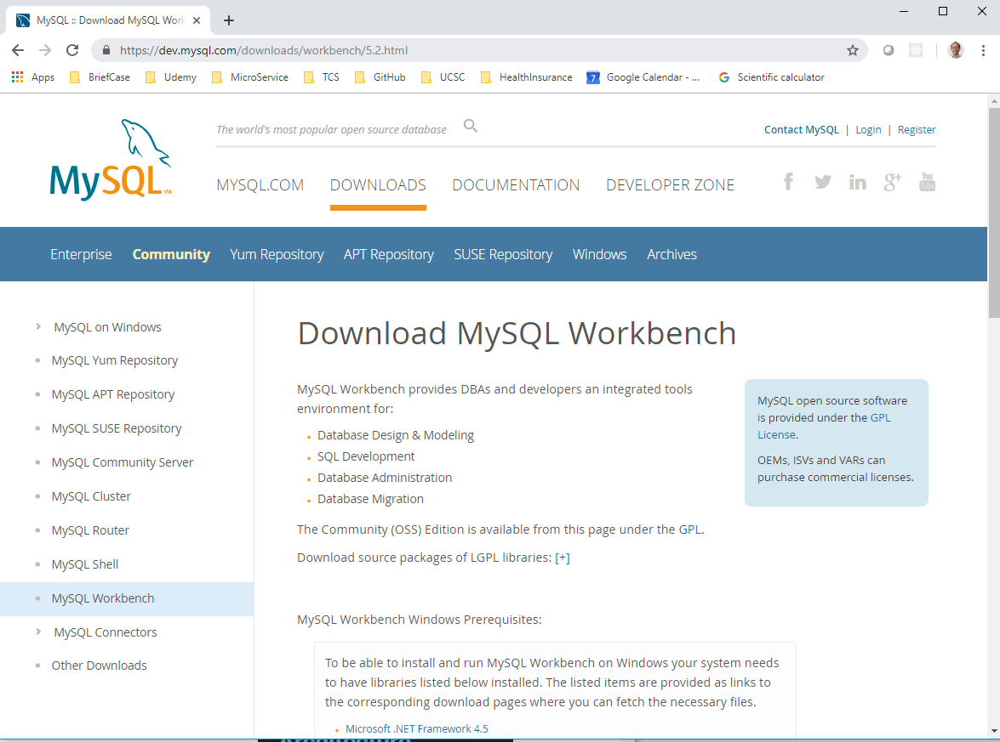 MySQL :: Download MySQL Work
https://dev.mysql.com/downloads/workbench/5.2.html
Apps BriefCase Udemy MicroService TCS GitHub UCSC HealthInsurance 7 Google Calendar - ... G Scientific calculator
The world's most popular open source database
Contact MySQL | Login | Register
MySQL™
MYSQL.COM DOWNLOADS DOCUMENTATION DEVELOPER ZONE
f in g+ You Tube
Enterprise Community Yum Repository APT Repository SUSE Repository Windows Archives
MySQL on Windows
MySQL Yum Repository
MySQL APT Repository
MySQL SUSE Repository
MySQL Community Server
MySQL Cluster
MySQL Router
MySQL Shell
MySQL Workbench
MySQL Connectors
Other Downloads
Download MySQL Workbench
MySQL Workbench provides DBAs and developers an integrated tools
environment for:
Database Design & Modeling
SQL Development
Database Administration
Database Migration
The Community (OSS) Edition is available from this page under the GPL.
Download source packages of LGPL libraries: [+]
MySQL open source software
is provided under the GPL
License.
OEMs, ISVs and VARs can
purchase commercial licenses.
MySQL Workbench Windows Prerequisites:
To be able to install and run MySQL Workbench on Windows your system needs
to have libraries listed below installed. The listed items are provided as links to
the corresponding download pages where you can fetch the necessary files.
Microsoft .NET Framework 4.5